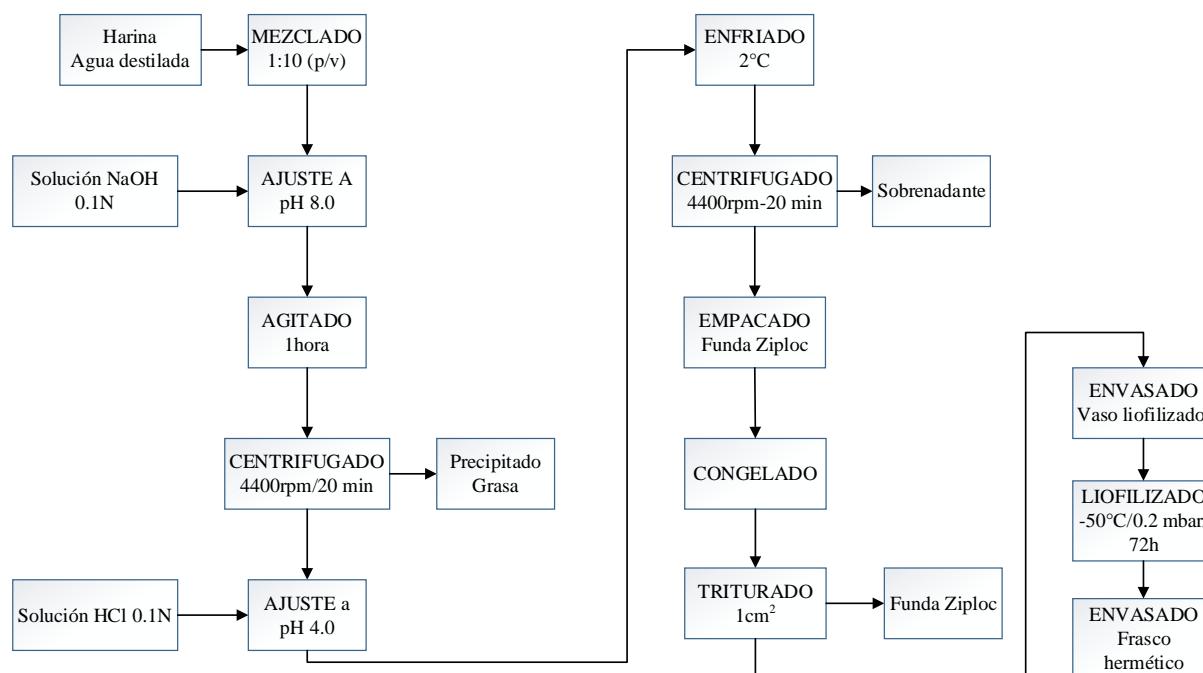 Harina
Agua destilada
MEZCLADO
1:10 (p/v)
Solución NaOH
0.1N
AJUSTE A
pH 8.0
AGITADO
1hora
CENTRIFUGADO
4400rpm/20 min
Precipitado
Grasa
Solución HCl 0.1N
AJUSTE a
pH 4.0
ENFRIADO
2°C
CENTRIFUGADO
4400rpm-20 min
Sobrenadante
EMPACADO
Funda Ziploc
CONGELADO
TRITURADO
1cm²
Funda Ziploc
ENVASADO
Vaso liofilizado
LIOFILIZADO
-50°C/0.2 mbar
72h
ENVASADO
Frasco
hermético